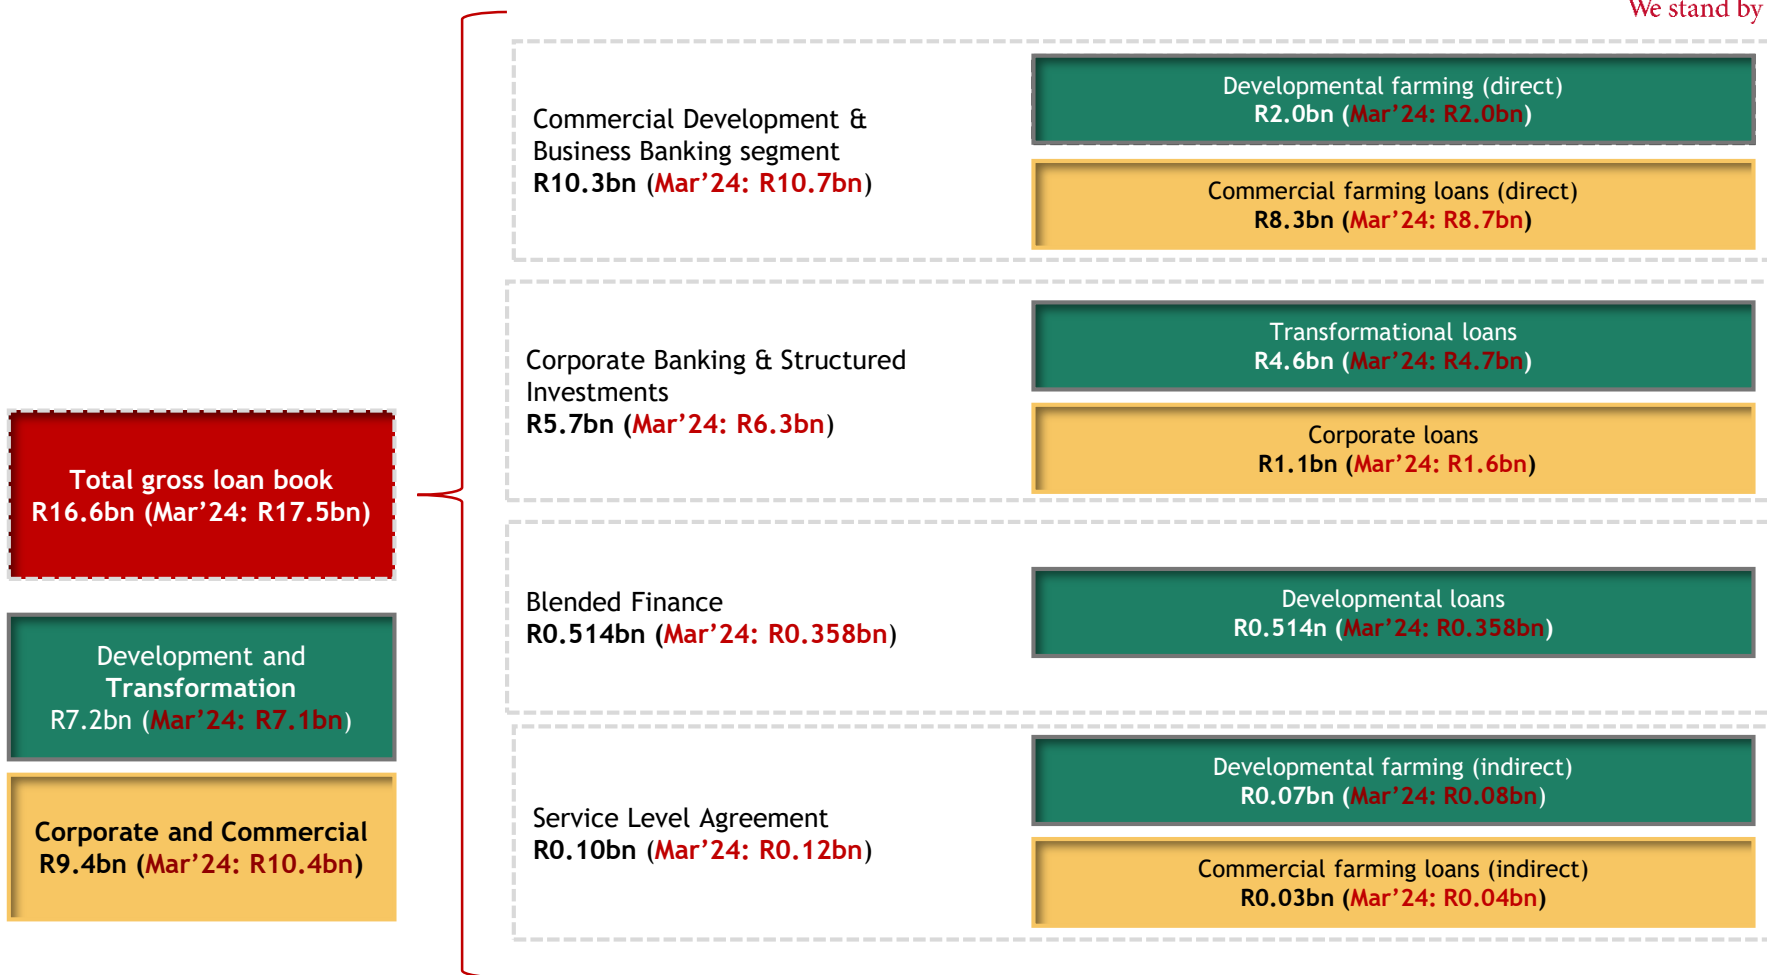 We stand by
Total gross loan book
R16.6bn (Mar’24: R17.5bn)
Development and
Transformation
R7.2bn (Mar’24: R7.1bn)
Corporate and Commercial
R9.4bn (Mar’24: R10.4bn)
Commercial Development &
Business Banking segment
R10.3bn (Mar’24: R10.7bn)
Developmental farming (direct)
R2.0bn (Mar’24: R2.0bn)
Commercial farming loans (direct)
R8.3bn (Mar’24: R8.7bn)
Corporate Banking & Structured
Investments
R5.7bn (Mar’24: R6.3bn)
Transformational loans
R4.6bn (Mar’24: R4.7bn)
Corporate loans
R1.1bn (Mar’24: R1.6bn)
Blended Finance
R0.514bn (Mar’24: R0.358bn)
Developmental loans
R0.514n (Mar’24: R0.358bn)
Service Level Agreement
R0.10bn (Mar’24: R0.12bn)
Developmental farming (indirect)
R0.07bn (Mar’24: R0.08bn)
Commercial farming loans (indirect)
R0.03bn (Mar’24: R0.04bn)